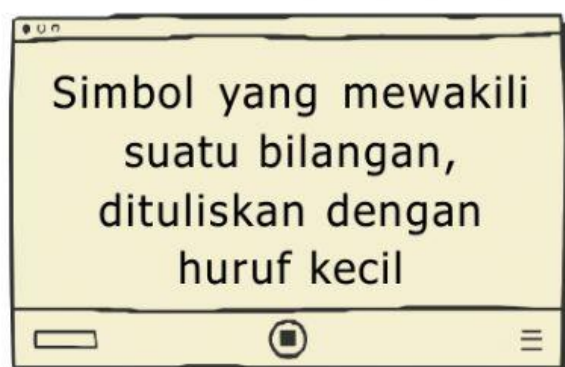 Simbol yang mewakili
suatu bilangan,
dituliskan dengan
huruf kecil